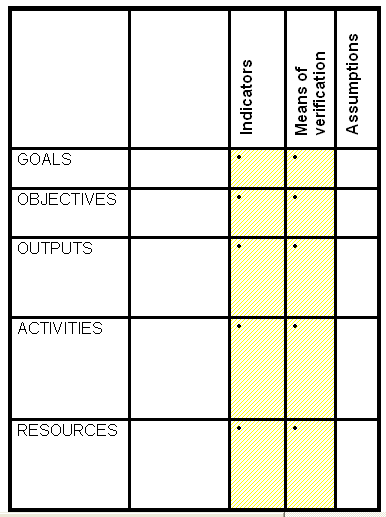 Indicators
Means of
verification
Assumptions
GOALS
•
•
OBJECTIVES
•
•
OUTPUTS
•
•
ACTIVITIES
•
•
RESOURCES
•
•